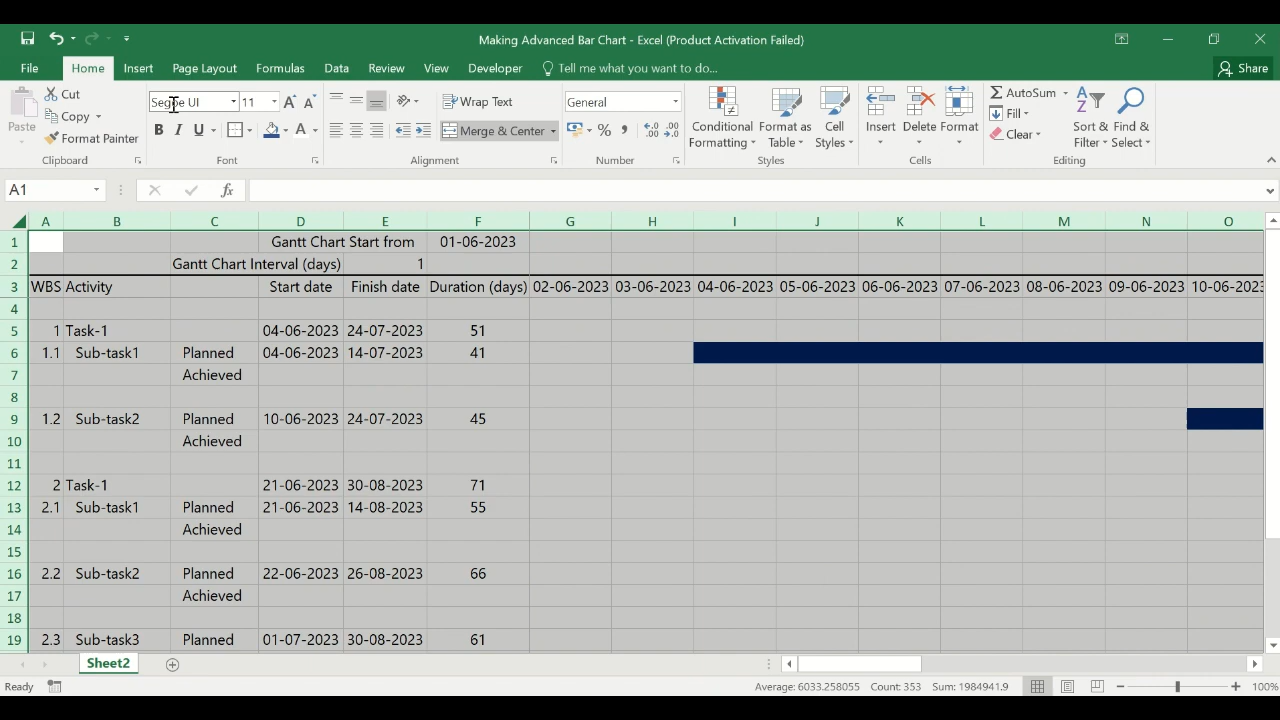 Making Advanced Bar Chart - Excel (Product Activation Failed)
File Home Insert Page Layout Formulas Data Review View Developer Tell me what you want to do... Share
Paste Cut Copy Format Painter Clipboard
Segoe UI 11 B I U A Font
Wrap Text Merge & Center Alignment
General % Number
Conditional Formatting Format as Table Cell Styles Styles
Insert Delete Format Cells
AutoSum Fill Clear Sort & Filter Find & Select Editing
A1 fx
A B C D E F G H I J K L M N O
1 Gantt Chart Start from 01-06-2023
2 Gantt Chart Interval (days) 1
3 WBS Activity Start date Finish date Duration (days) 02-06-2023 03-06-2023 04-06-2023 05-06-2023 06-06-2023 07-06-2023 08-06-2023 09-06-2023 10-06-2023
4
5 1 Task-1 04-06-2023 24-07-2023 51
6 1.1 Sub-task1 Planned 04-06-2023 14-07-2023 41
7 Achieved
8
9 1.2 Sub-task2 Planned 10-06-2023 24-07-2023 45
10 Achieved
11
12 2 Task-1 21-06-2023 30-08-2023 71
13 2.1 Sub-task1 Planned 21-06-2023 14-08-2023 55
14 Achieved
15
16 2.2 Sub-task2 Planned 22-06-2023 26-08-2023 66
17 Achieved
18
19 2.3 Sub-task3 Planned 01-07-2023 30-08-2023 61
Sheet2
Ready Average: 6033.258055 Count: 353 Sum: 1984941.9 100%